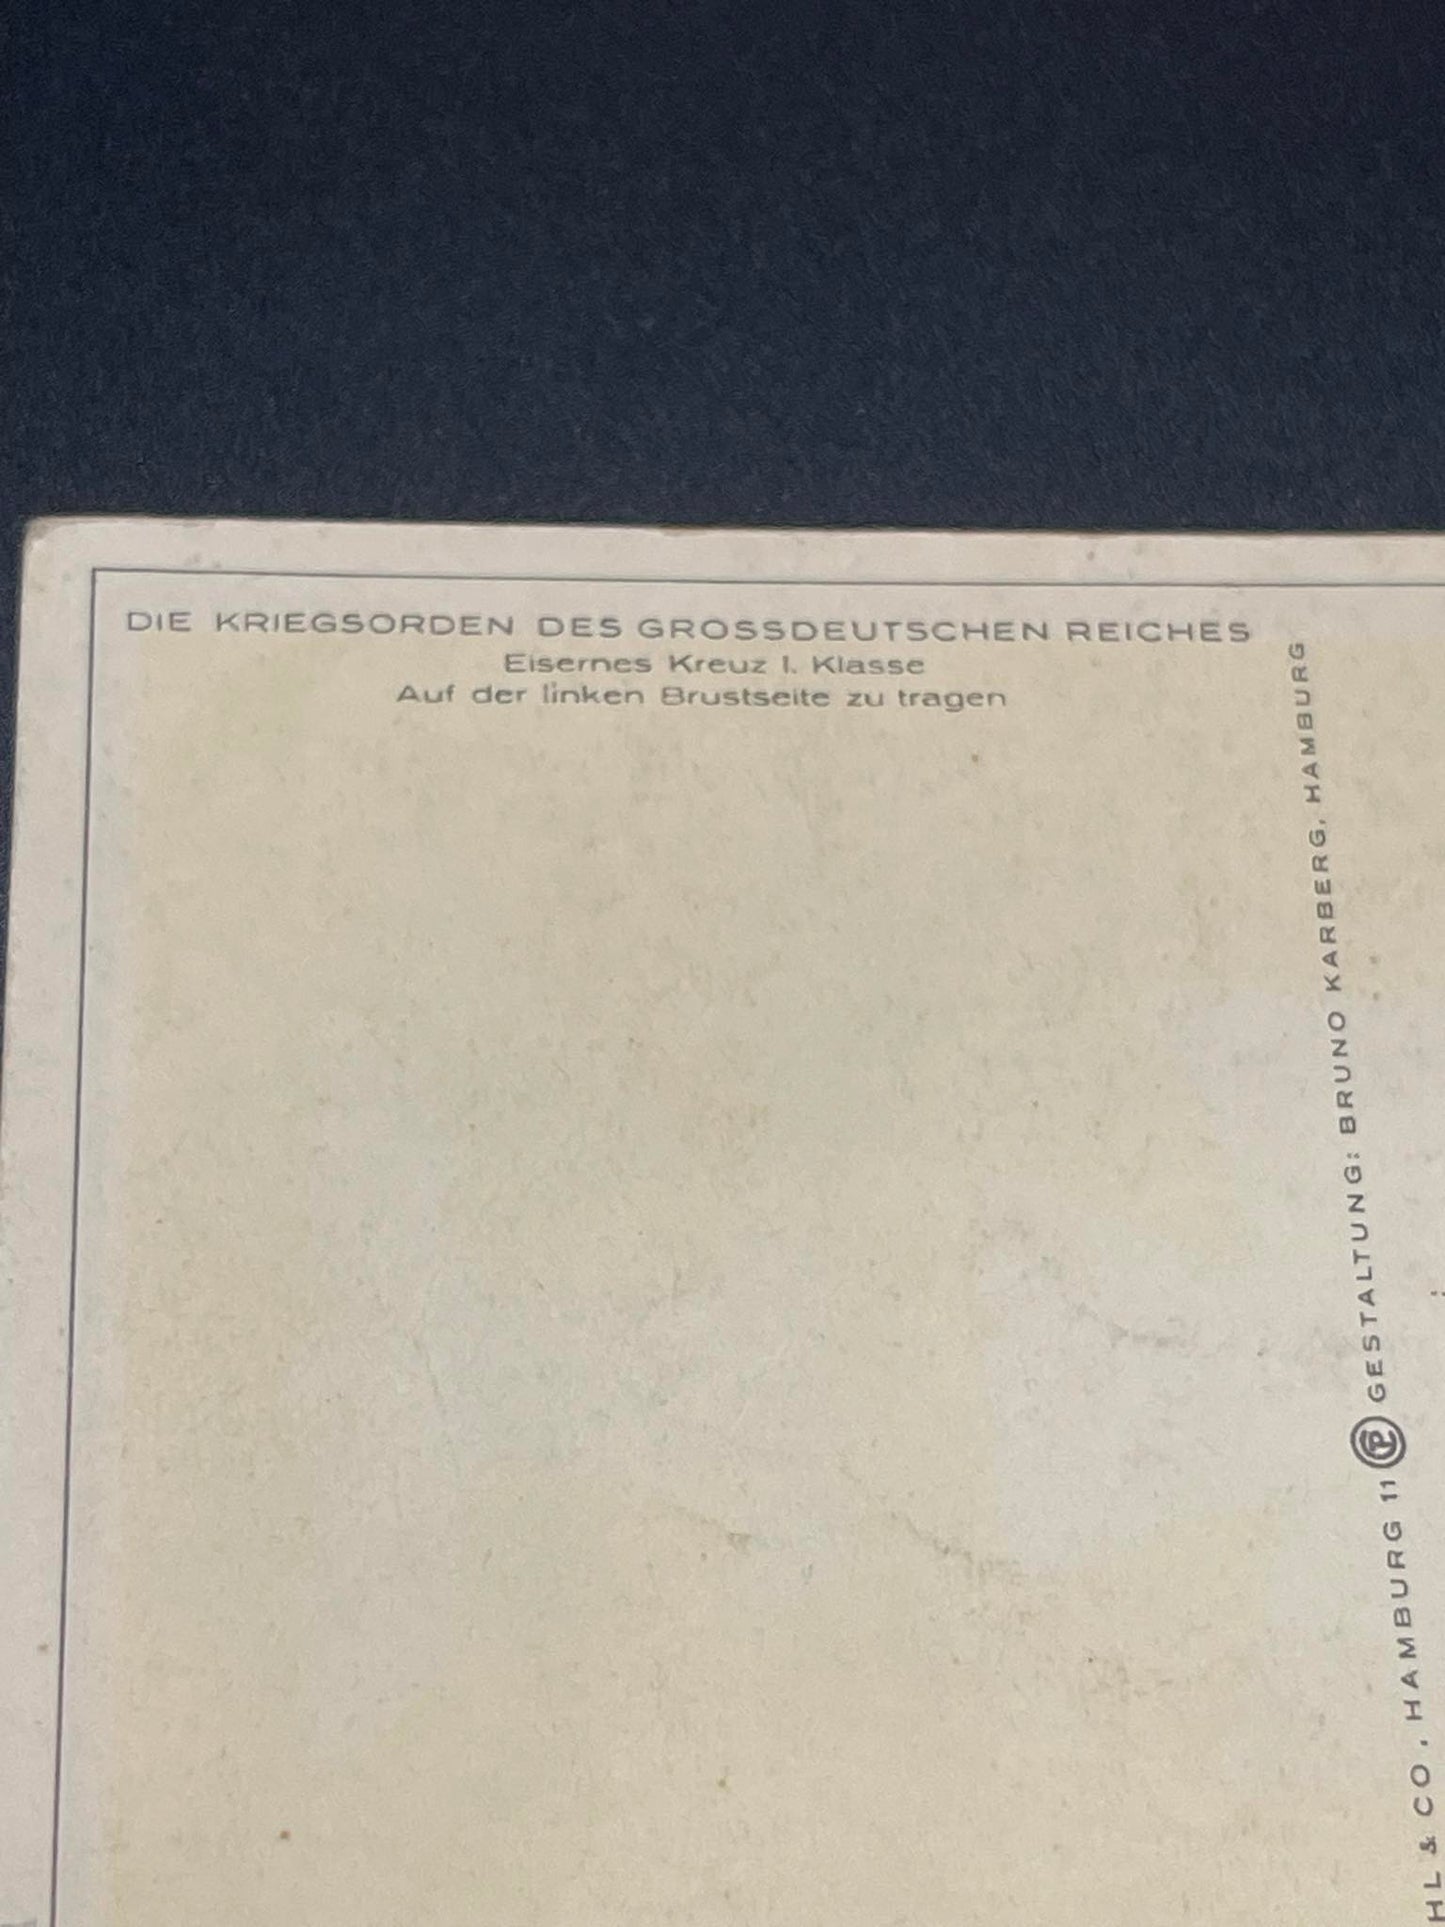 DIE KRIEGSORDEN DES GROSSDEUTSCHEN REICHES
Eisernes Kreuz I. Klasse
Auf der linken Brustseite zu tragen
HL & CO., HAMBURG 11 GESTALTUNG: BRUNO KARBERG, HAMBURG